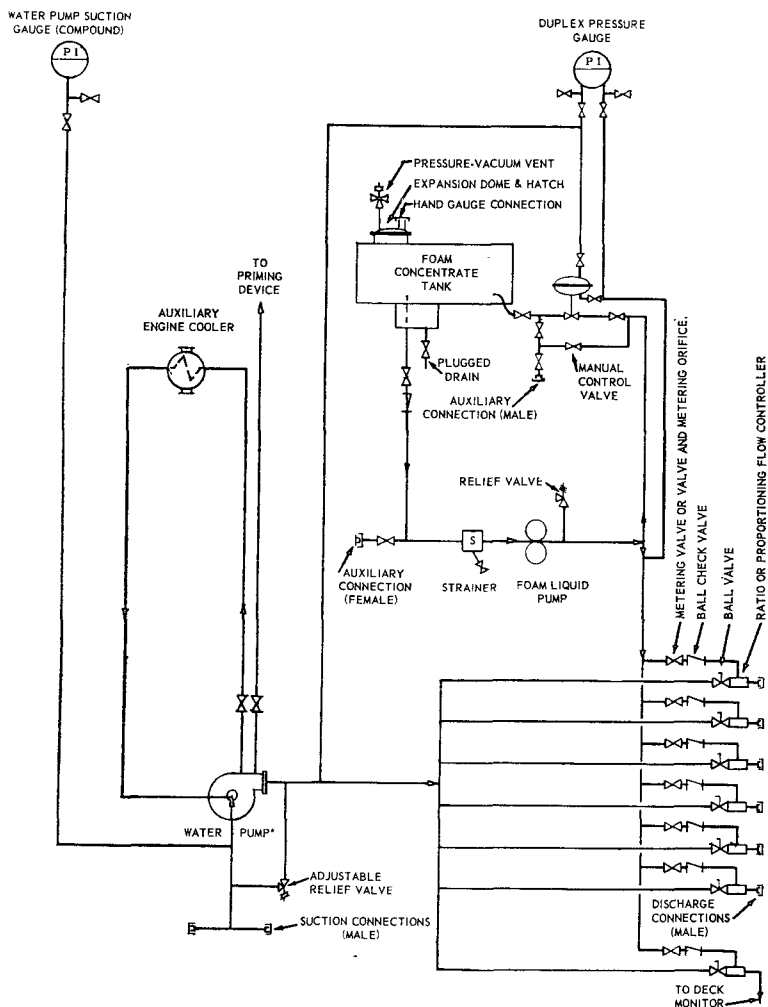 WATER PUMP SUCTION
GAUGE (COMPOUND)
P I
DUPLEX PRESSURE
GAUGE
P I
PRESSURE-VACUUM VENT
EXPANSION DOME & HATCH
HAND GAUGE CONNECTION
FOAM
CONCENTRATE
TANK
TO
PRIMING
DEVICE
AUXILIARY
ENGINE COOLER
PLUGGED
DRAIN
MANUAL
CONTROL
VALVE
AUXILIARY
CONNECTION (MALE)
RELIEF VALVE
S
AUXILIARY
CONNECTION
(FEMALE)
STRAINER
FOAM LIQUID
PUMP
METERING VALVE OR VALVE AND METERING ORIFICE.
BALL CHECK VALVE
BALL VALVE
RATIO OR PROPORTIONING FLOW CONTROLLER
WATER PUMP*
ADJUSTABLE
RELIEF VALVE
SUCTION CONNECTIONS
(MALE)
DISCHARGE
CONNECTIONS
(MALE)
TO DECK
MONITOR